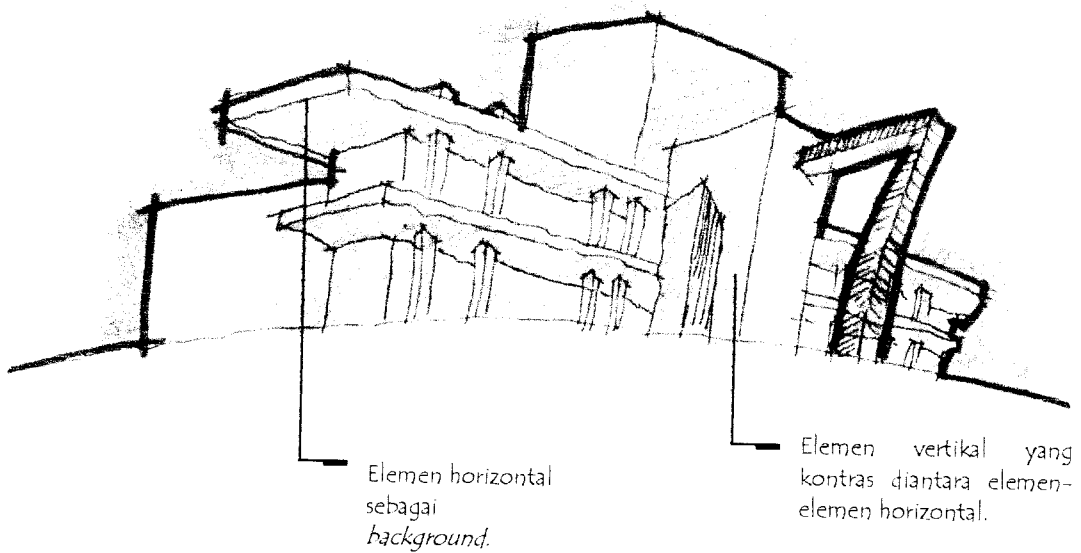 Elemen horizontal
sebagai
background.
Elemen vertikal yang
kontras diantara elemen-
elemen horizontal.